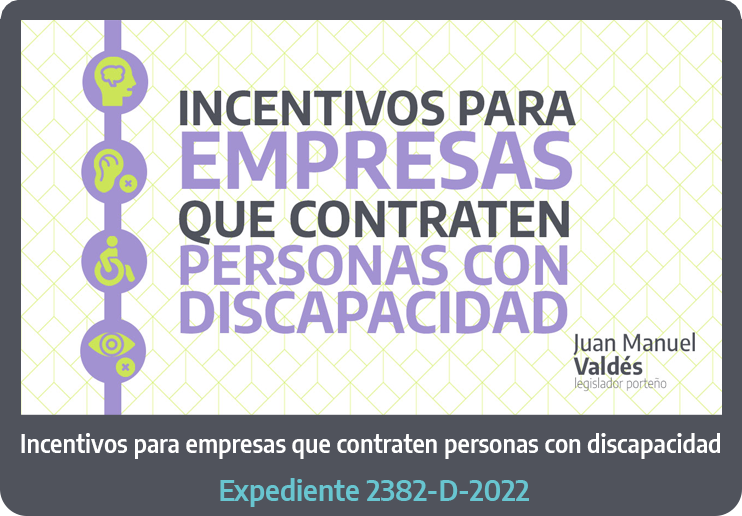 INCENTIVOS PARA
EMPRESAS
QUE CONTRATEN
PERSONAS CON
DISCAPACIDAD
Juan Manuel
Valdés
legislador porteño
Incentivos para empresas que contraten personas con discapacidad
Expediente 2382-D-2022